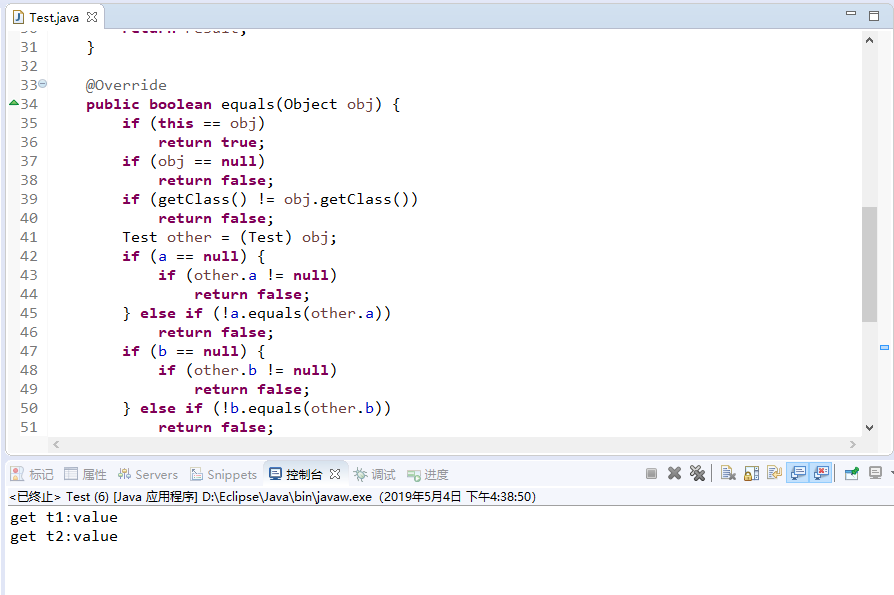 Test.java
30 return result;
31 }
32
33 @Override
34 public boolean equals(Object obj) {
35 if (this == obj)
36 return true;
37 if (obj == null)
38 return false;
39 if (getClass() != obj.getClass())
40 return false;
41 Test other = (Test) obj;
42 if (a == null) {
43 if (other.a != null)
44 return false;
45 } else if (!a.equals(other.a))
46 return false;
47 if (b == null) {
48 if (other.b != null)
49 return false;
50 } else if (!b.equals(other.b))
51 return false;
标记 属性 Servers Snippets 控制台 调试 进度
<已终止> Test (6) [Java 应用程序] D:\Eclipse\Java\bin\javaw.exe（2019年5月4日 下午4:38:50）
get t1:value
get t2:value